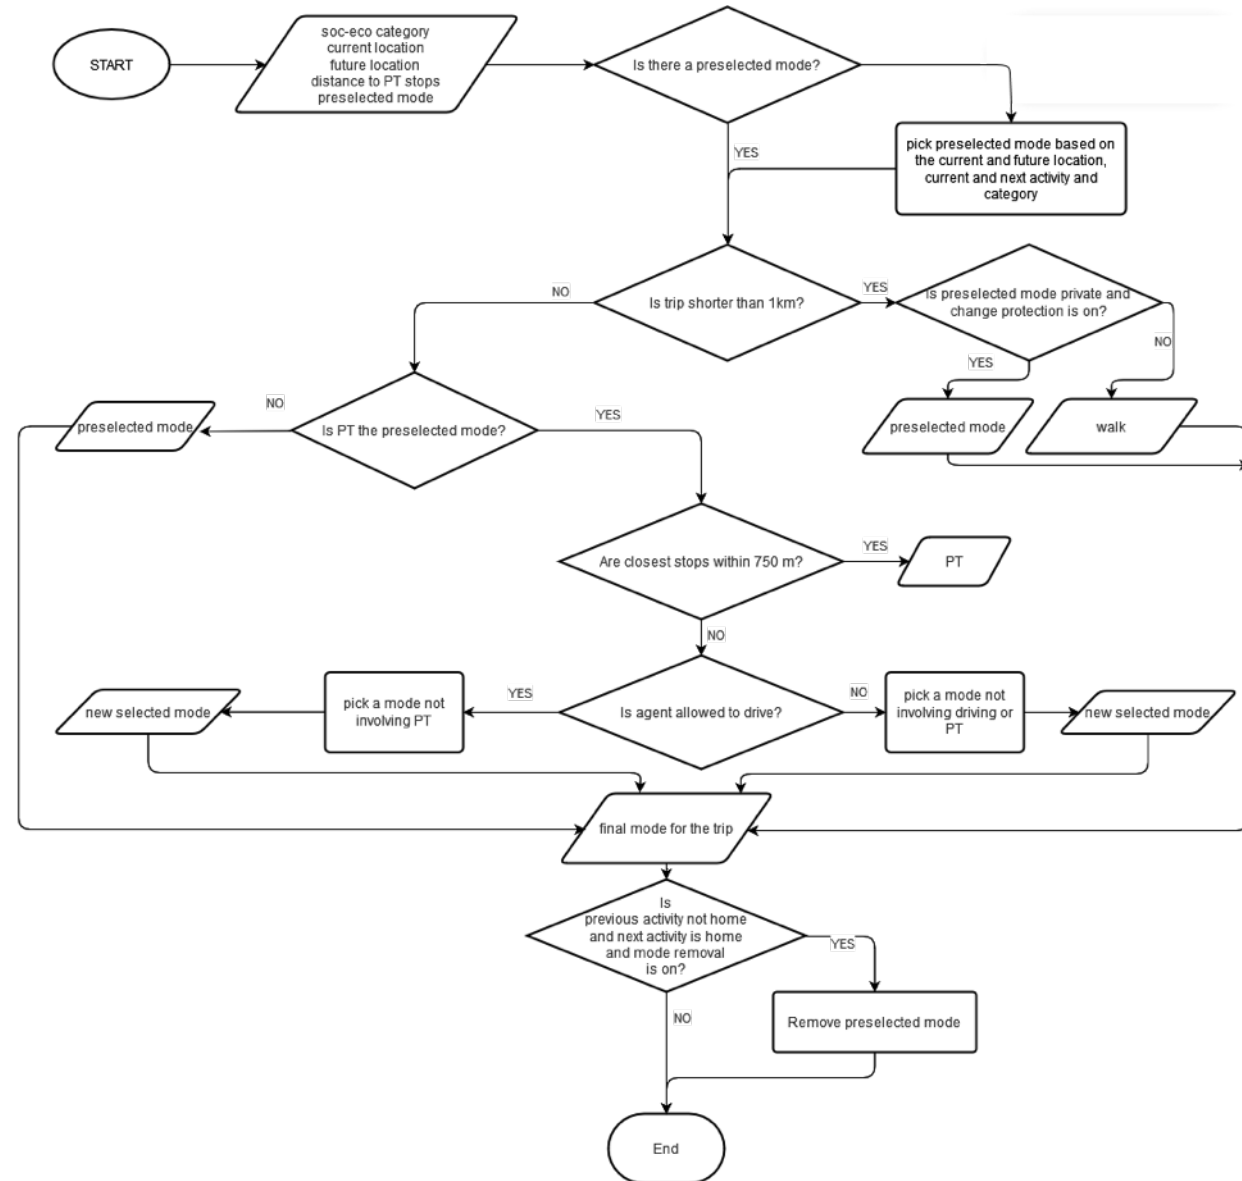 START
soc-eco category
current location
future location
distance to PT stops
preselected mode
Is there a preselected mode?
YES
pick preselected mode based on
the current and future location,
current and next activity and
category
NO
Is trip shorter than 1km?
YES
Is preselected mode private and
change protection is on?
NO
YES
preselected mode
walk
preselected mode
NO
Is PT the preselected mode?
YES
Are closest stops within 750 m?
YES
PT
NO
new selected mode
pick a mode not
involving PT
YES
Is agent allowed to drive?
NO
pick a mode not
involving driving or
PT
new selected mode
final mode for the trip
Is
previous activity not home
and next activity is home
and mode removal
is on?
YES
NO
Remove preselected mode
End